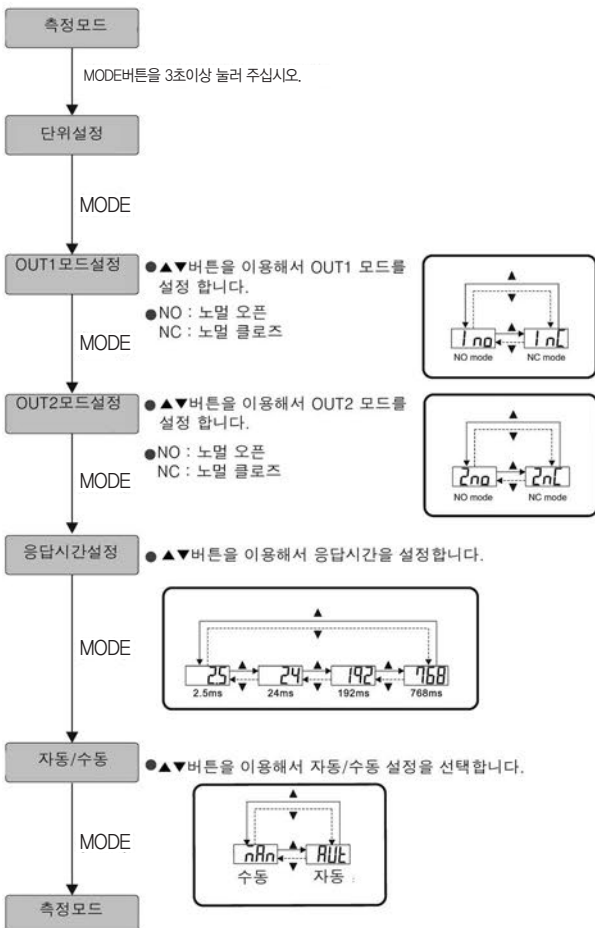 측정모드
MODE버튼을 3초이상 눌러 주십시오.
단위설정
MODE
OUT1모드설정
●▲▼버튼을 이용해서 OUT1 모드를
설정 합니다.
●NO : 노멀 오픈
NC : 노멀 클로즈
▲
▼
1no ▲ ▼ 1nC
NO mode NC mode
MODE
OUT2모드설정
●▲▼버튼을 이용해서 OUT2 모드를
설정 합니다.
●NO : 노멀 오픈
NC : 노멀 클로즈
▲
▼
2no ▲ ▼ 2nC
NO mode NC mode
MODE
응답시간설정
●▲▼버튼을 이용해서 응답시간을 설정합니다.
▲
▼
2.5 ▲ ▼ 24 ▲ ▼ 192 ▲ ▼ 768
2.5ms 24ms 192ms 768ms
MODE
자동/수동
●▲▼버튼을 이용해서 자동/수동 설정을 선택합니다.
▲
▼
nAn ▲ ▼ AUt
수동 자동 :
MODE
측정모드